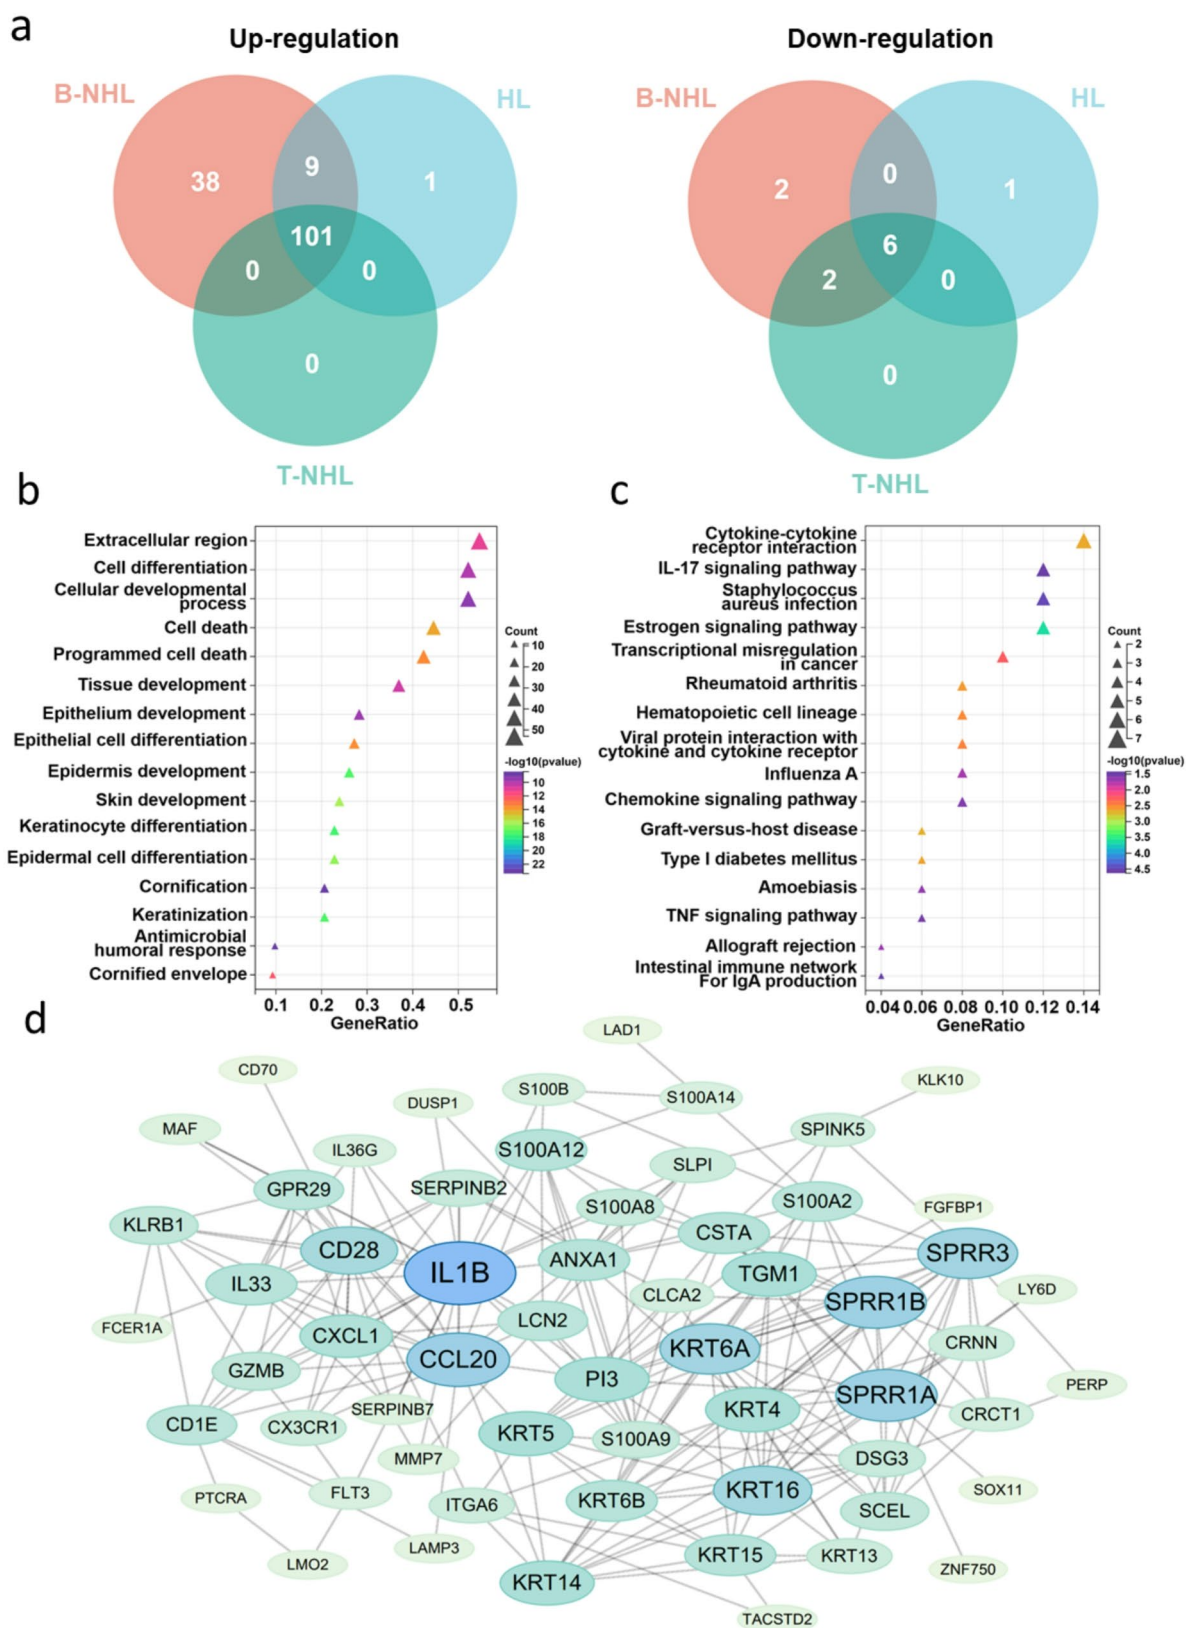 a
Up-regulation
B-NHL
HL
38
9
1
101
0
0
0
T-NHL
Down-regulation
B-NHL
HL
2
0
1
6
2
0
0
T-NHL
b
Extracellular region
Cell differentiation
Cellular developmental
process
Cell death
Programmed cell death
Tissue development
Epithelium development
Epithelial cell differentiation
Epidermis development
Skin development
Keratinocyte differentiation
Epidermal cell differentiation
Cornification
Keratinization
Antimicrobial
humoral response
Cornified envelope
0.1 0.2 0.3 0.4 0.5
GeneRatio
Count
10
20
30
40
50
-log10(pvalue)
10
12
14
16
18
20
22
c
Cytokine-cytokine
receptor interaction
IL-17 signaling pathway
Staphylococcus
aureus infection
Estrogen signaling pathway
Transcriptional misregulation
in cancer
Rheumatoid arthritis
Hematopoietic cell lineage
Viral protein interaction with
cytokine and cytokine receptor
Influenza A
Chemokine signaling pathway
Graft-versus-host disease
Type I diabetes mellitus
Amoebiasis
TNF signaling pathway
Allograft rejection
Intestinal immune network
For IgA production
0.04 0.06 0.08 0.10 0.12 0.14
GeneRatio
Count
2
3
4
5
6
7
-log10(pvalue)
1.5
2.0
2.5
3.0
3.5
4.0
4.5
d
LAD1
CD70
KLK10
S100B
S100A14
DUSP1
MAF
SPINK5
IL36G
S100A12
SLPI
GPR29
SERPINB2
S100A2
S100A8
FGFBP1
KLRB1
CSTA
CD28
SPRR3
ANXA1
IL1B
TGM1
IL33
LY6D
CLCA2
SPRR1B
LCN2
FCER1A
CXCL1
CRNN
KRT6A
CCL20
GZMB
PI3
PERP
SPRR1A
SERPINB7
KRT4
CRCT1
CD1E
CX3CR1
KRT5
S100A9
MMP7
DSG3
KRT16
SOX11
FLT3
PTCRA
KRT6B
ITGA6
SCEL
LAMP3
KRT15
KRT13
LMO2
ZNF750
KRT14
TACSTD2